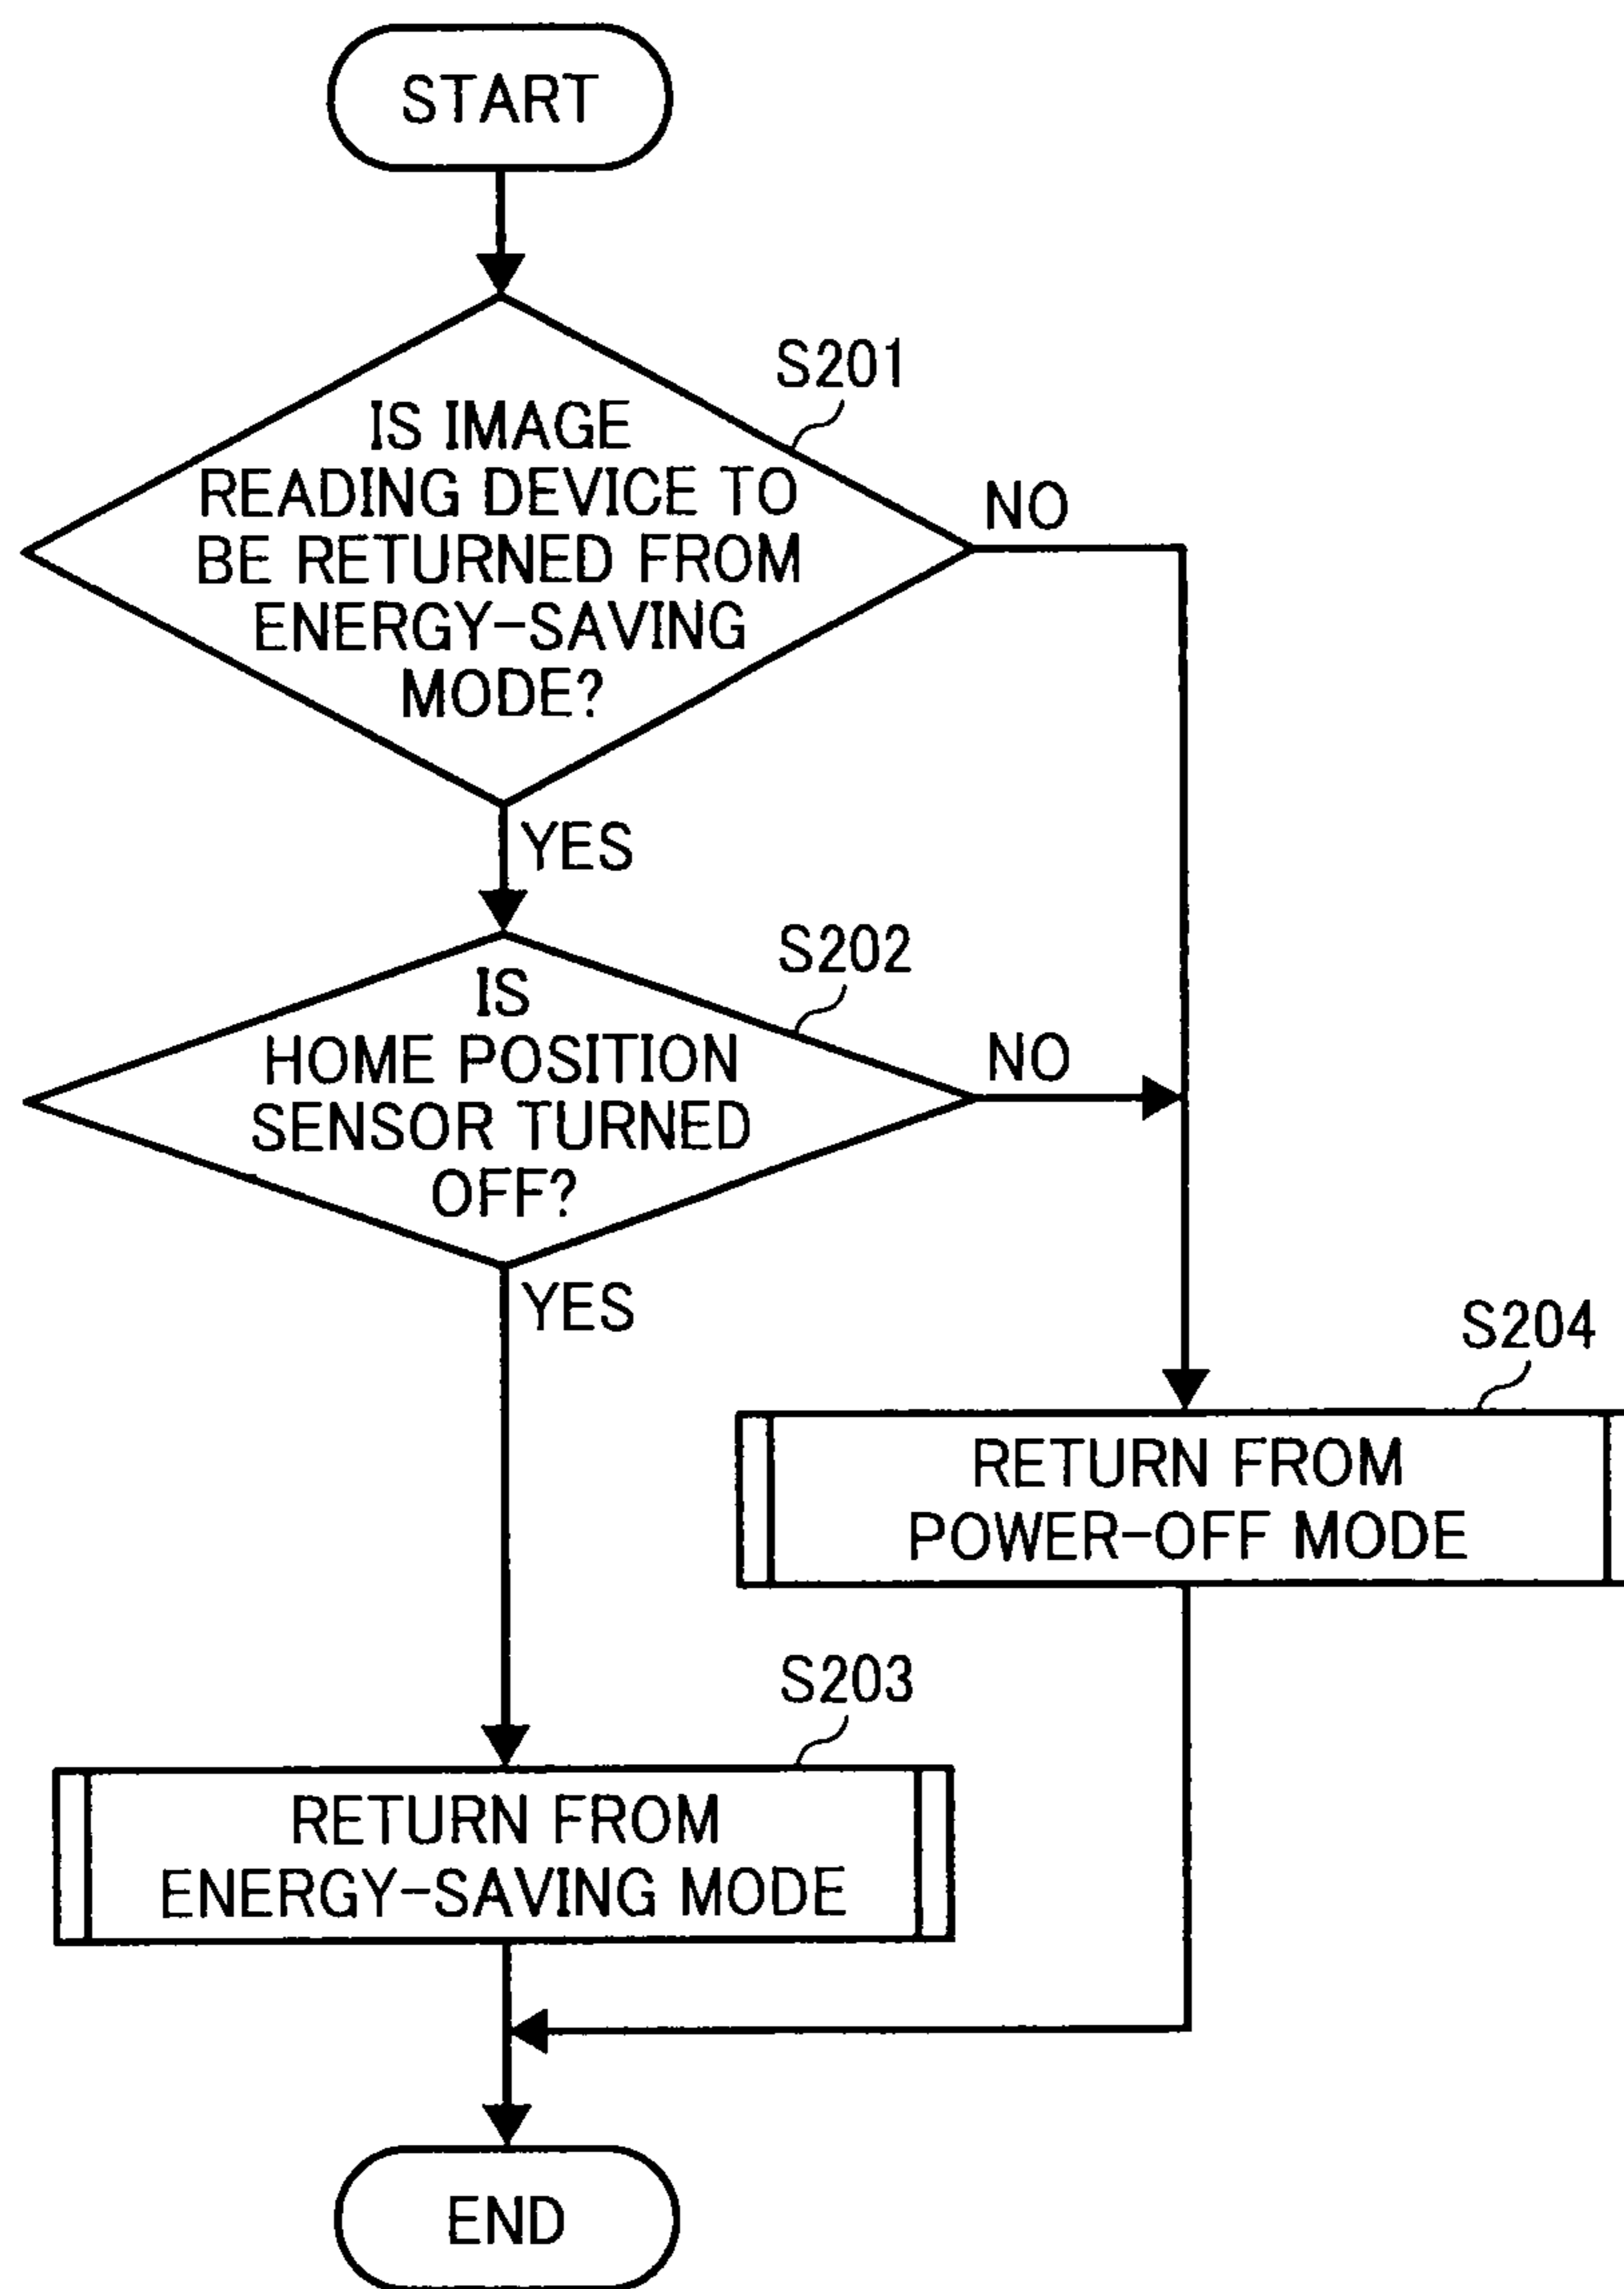 START
S201
IS IMAGE
READING DEVICE TO
BE RETURNED FROM
ENERGY-SAVING
MODE?
NO
YES
S202
IS
HOME POSITION
SENSOR TURNED
OFF?
NO
YES
S204
RETURN FROM
POWER-OFF MODE
S203
RETURN FROM
ENERGY-SAVING MODE
END